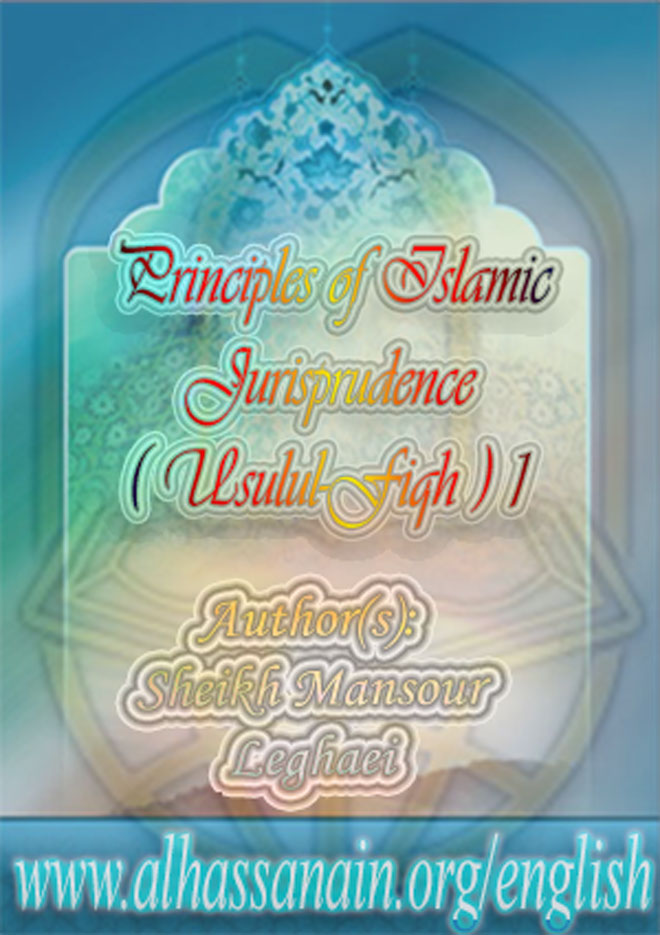 Principles of Islamic
Jurisprudence
( Usulul-Fiqh ) 1
Author(s):
Sheikh Mansour
Leghaei
www.alhassanain.org/english